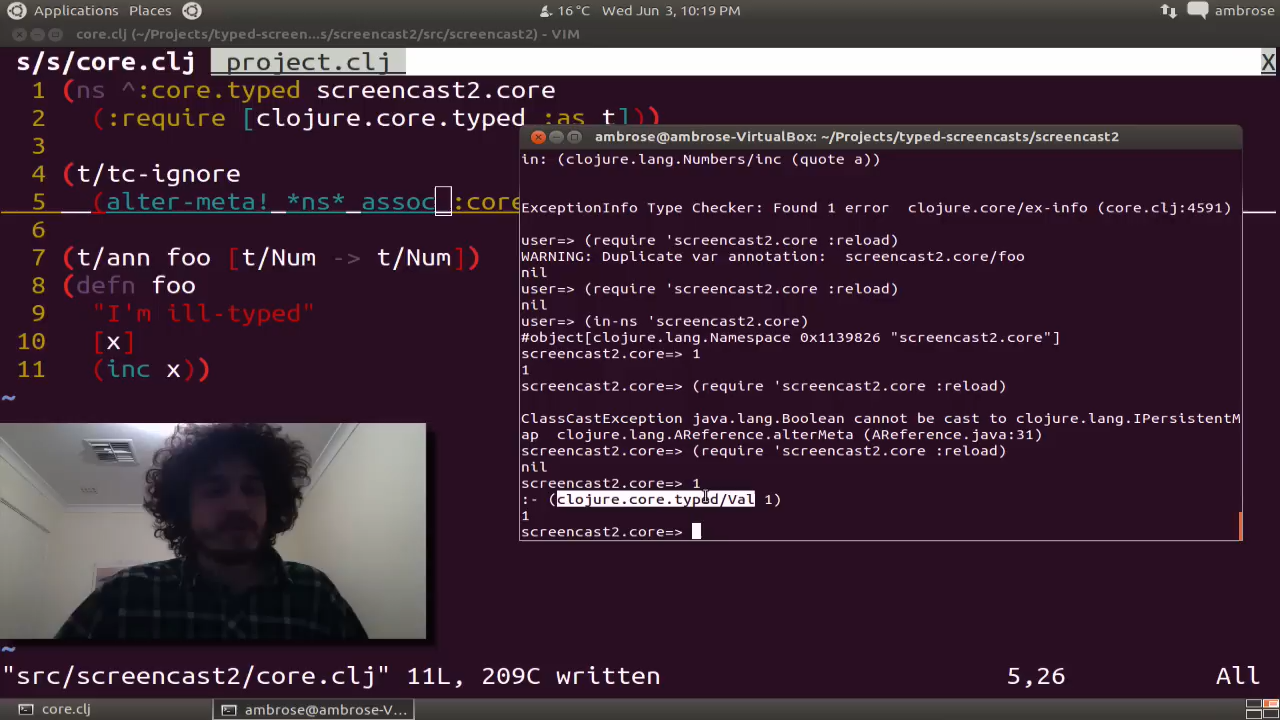 Applications Places 16 °C Wed Jun 3, 10:19 PM ambrose
core.clj (~/Projects/typed-screen...s/screencast2/src/screencast2) - VIM
s/s/core.clj project.clj X
1 (ns ^:core.typed screencast2.core
2 (:require [clojure.core.typed :as t]))
3
4 (t/tc-ignore
5 (alter-meta! *ns* assoc :core
6
7 (t/ann foo [t/Num -> t/Num])
8 (defn foo
9 "I'm ill-typed"
10 [x]
11 (inc x))
~
~
"src/screencast2/core.clj" 11L, 209C written 5,26 All
ambrose@ambrose-VirtualBox: ~/Projects/typed-screencasts/screencast2
in: (clojure.lang.Numbers/inc (quote a))
ExceptionInfo Type Checker: Found 1 error clojure.core/ex-info (core.clj:4591)
user=> (require 'screencast2.core :reload)
WARNING: Duplicate var annotation: screencast2.core/foo
nil
user=> (require 'screencast2.core :reload)
nil
user=> (in-ns 'screencast2.core)
#object[clojure.lang.Namespace 0x1139826 "screencast2.core"]
screencast2.core=> 1
1
screencast2.core=> (require 'screencast2.core :reload)
ClassCastException java.lang.Boolean cannot be cast to clojure.lang.IPersistentM
ap clojure.lang.AReference.alterMeta (AReference.java:31)
screencast2.core=> (require 'screencast2.core :reload)
nil
screencast2.core=> 1
:- (clojure.core.typed/Val 1)
1
screencast2.core=>
core.clj ambrose@ambrose-V...